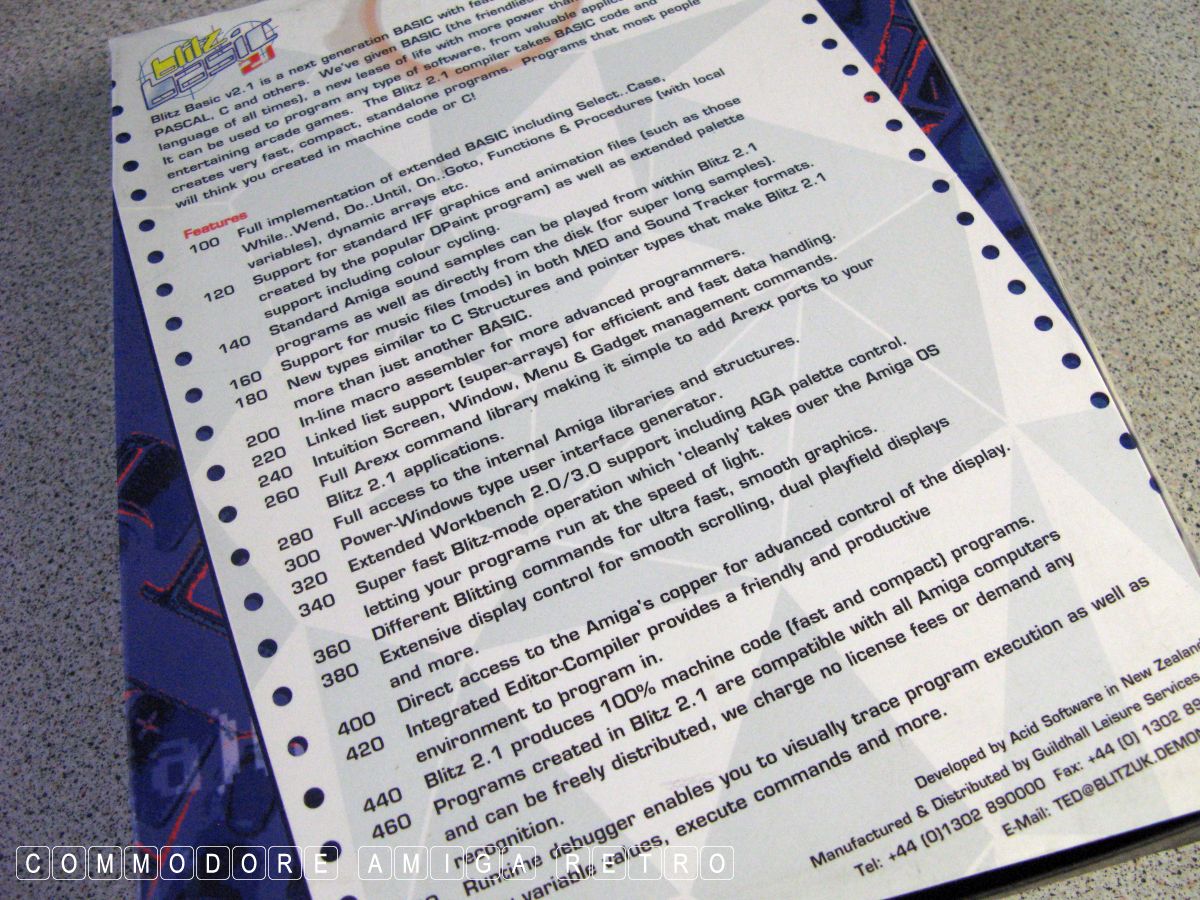 blitz
basic
2.1
Blitz Basic v2.1 is a next generation BASIC with
PASCAL, C and others. We've given BASIC (the friendliest
language of all times), a new lease of life with more power than
It can be used to program any type of software, from valuable
entertaining arcade games. The Blitz 2.1 compiler takes BASIC code and
creates very fast, compact, standalone programs. Programs that most people
will think you created in machine code or C!
Features
100 Full implementation of extended BASIC including Select..Case,
While..Wend, Do..Until, On..Goto, Functions & Procedures (with local
variables), dynamic arrays etc.
120 Support for standard IFF graphics and animation files (such as those
created by the popular DPaint program) as well as extended palette
support including colour cycling.
140 Standard Amiga sound samples can be played from within Blitz 2.1
programs as well as directly from the disk (for super long samples).
160 Support for music files (mods) in both MED and Sound Tracker formats.
180 New types similar to C Structures and pointer types that make Blitz 2.1
more than just another BASIC.
200 In-line macro assembler for more advanced programmers.
220 Linked list support (super-arrays) for efficient and fast data handling.
240 Intuition Screen, Window, Menu & Gadget management commands.
260 Full Arexx command library making it simple to add Arexx ports to your
Blitz 2.1 applications.
280 Full access to the internal Amiga libraries and structures.
300 Power-Windows type user interface generator.
320 Extended Workbench 2.0/3.0 support including AGA palette control.
340 Super fast Blitz-mode operation which 'cleanly' takes over the Amiga OS
letting your programs run at the speed of light.
360 Different Blitting commands for ultra fast, smooth graphics.
380 Extensive display control for smooth scrolling, dual playfield displays
and more.
400 Direct access to the Amiga's copper for advanced control of the display.
420 Integrated Editor-Compiler provides a friendly and productive
environment to program in.
440 Blitz 2.1 produces 100% machine code (fast and compact) programs.
460 Programs created in Blitz 2.1 are compatible with all Amiga computers
and can be freely distributed, we charge no license fees or demand any
recognition.
Runtime debugger enables you to visually trace program execution as well as
variable values, execute commands and more.
Developed by Acid Software in New Zealand
Manufactured & Distributed by Guildhall Leisure Services,
Tel: +44 (0)1302 890000 Fax: +44 (0) 1302
E-Mail: TED@BLITZUK.DEMON
COMMODORE AMIGA RETRO